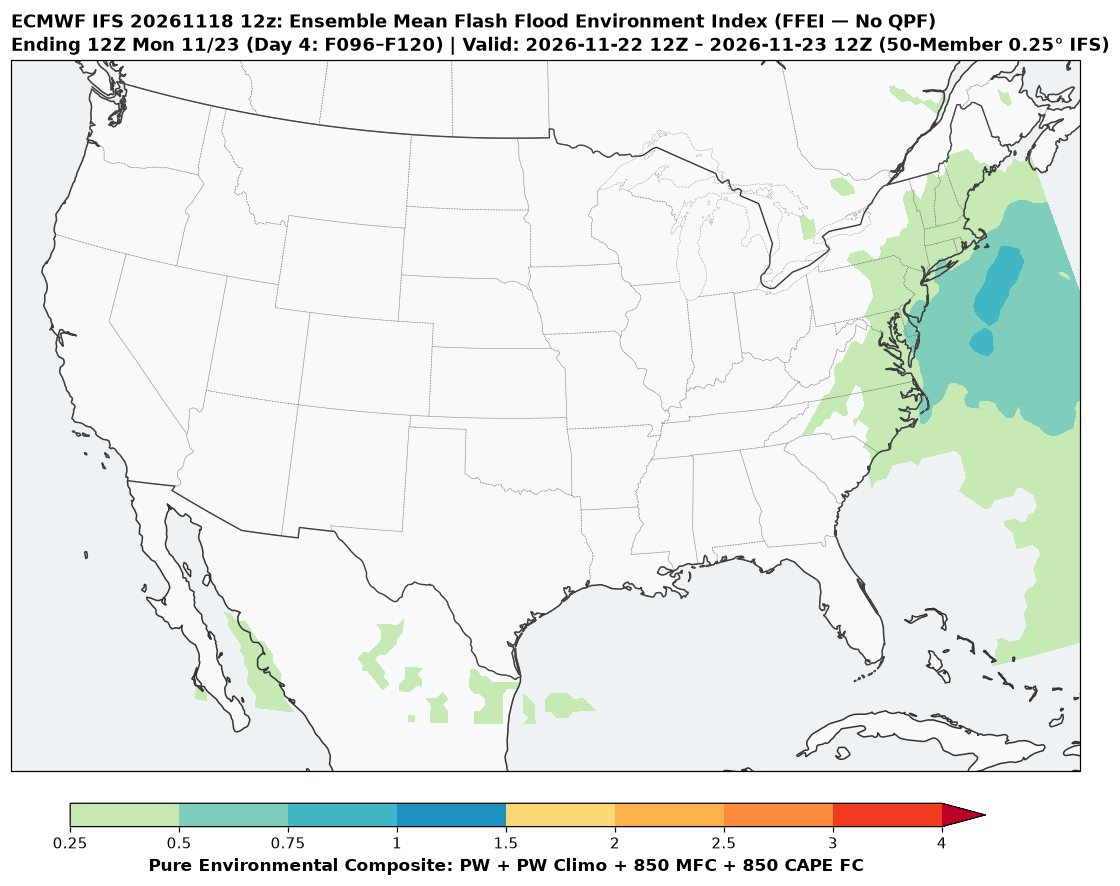 ECMWF IFS 20261118 12z: Ensemble Mean Flash Flood Environment Index (FFEI — No QPF)
Ending 12Z Mon 11/23 (Day 4: F096–F120) | Valid: 2026-11-22 12Z – 2026-11-23 12Z (50-Member 0.25° IFS)
0.25 0.5 0.75 1 1.5 2 2.5 3 4
Pure Environmental Composite: PW + PW Climo + 850 MFC + 850 CAPE FC